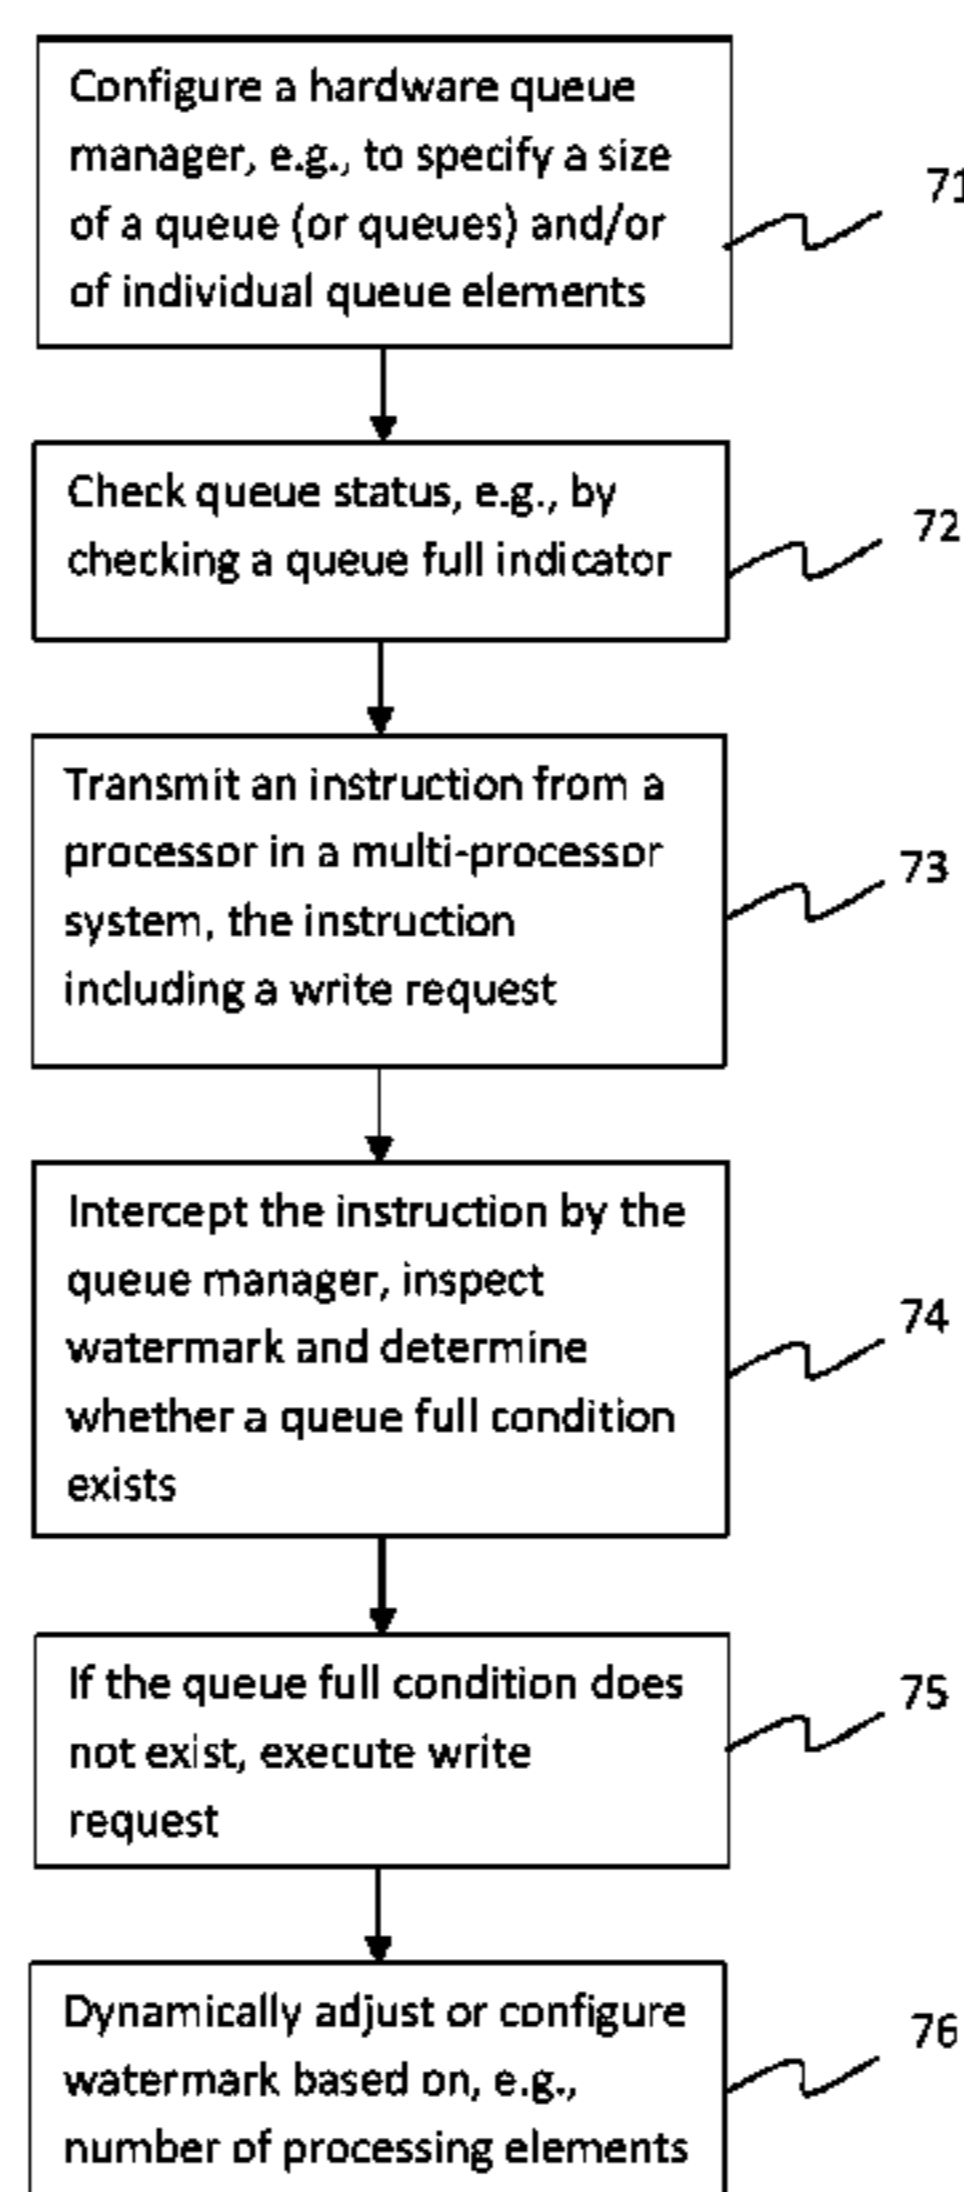 Configure a hardware queue
manager, e.g., to specify a size
of a queue (or queues) and/or
of individual queue elements
71
Check queue status, e.g., by
checking a queue full indicator
72
Transmit an instruction from a
processor in a multi-processor
system, the instruction
including a write request
73
Intercept the instruction by the
queue manager, inspect
watermark and determine
whether a queue full condition
exists
74
If the queue full condition does
not exist, execute write
request
75
Dynamically adjust or configure
watermark based on, e.g.,
number of processing elements
76